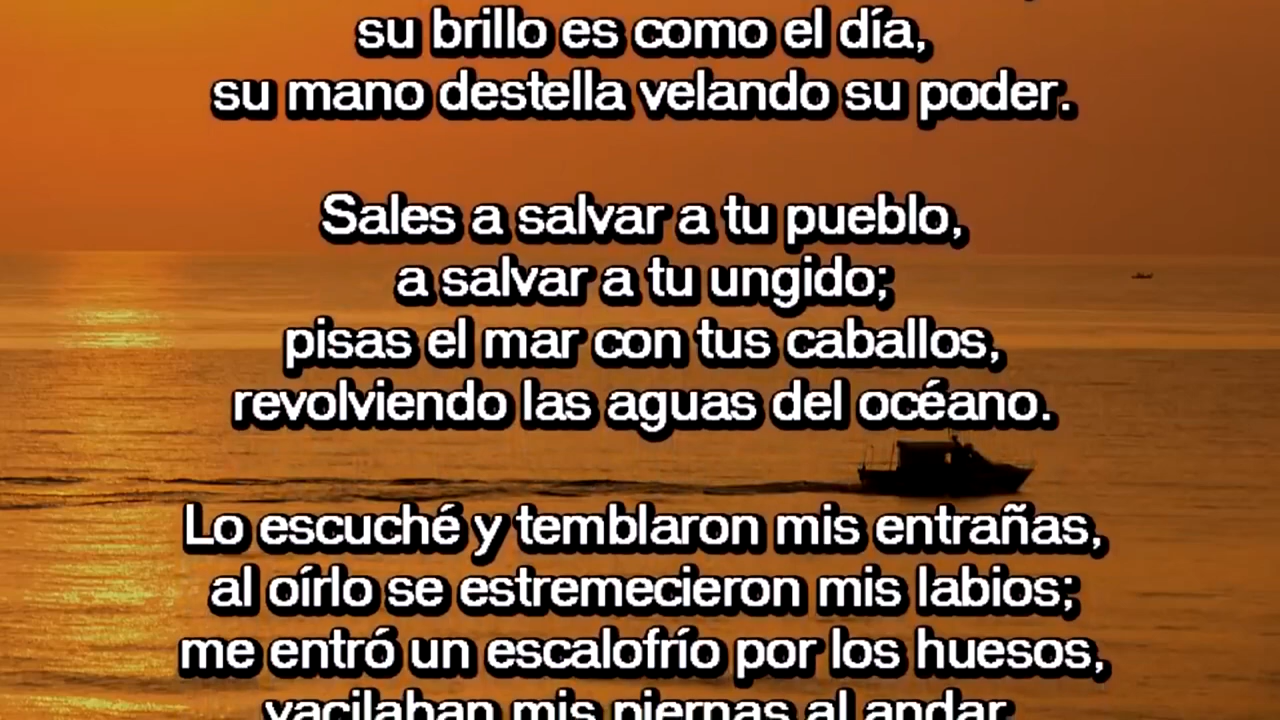 su brillo es como el día,
su mano destella velando su poder.
Sales a salvar a tu pueblo,
a salvar a tu ungido;
pisas el mar con tus caballos,
revolviendo las aguas del océano.
Lo escuché y temblaron mis entrañas,
al oírlo se estremecieron mis labios;
me entró un escalofrío por los huesos,
vacilaban mis piernas al andar.